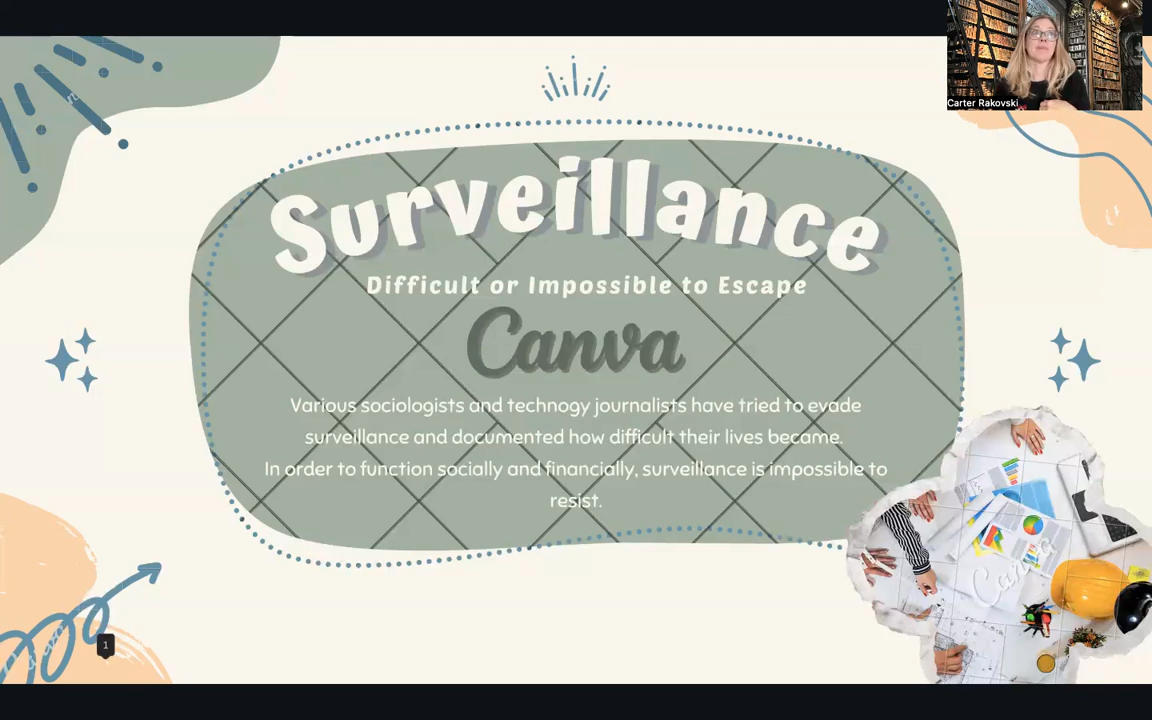 Carter Rakovski
Surveillance
Difficult or Impossible to Escape
Canva
Various sociologists and technogy journalists have tried to evade
surveillance and documented how difficult their lives became.
In order to function socially and financially, surveillance is impossible to
resist.
Canva
1